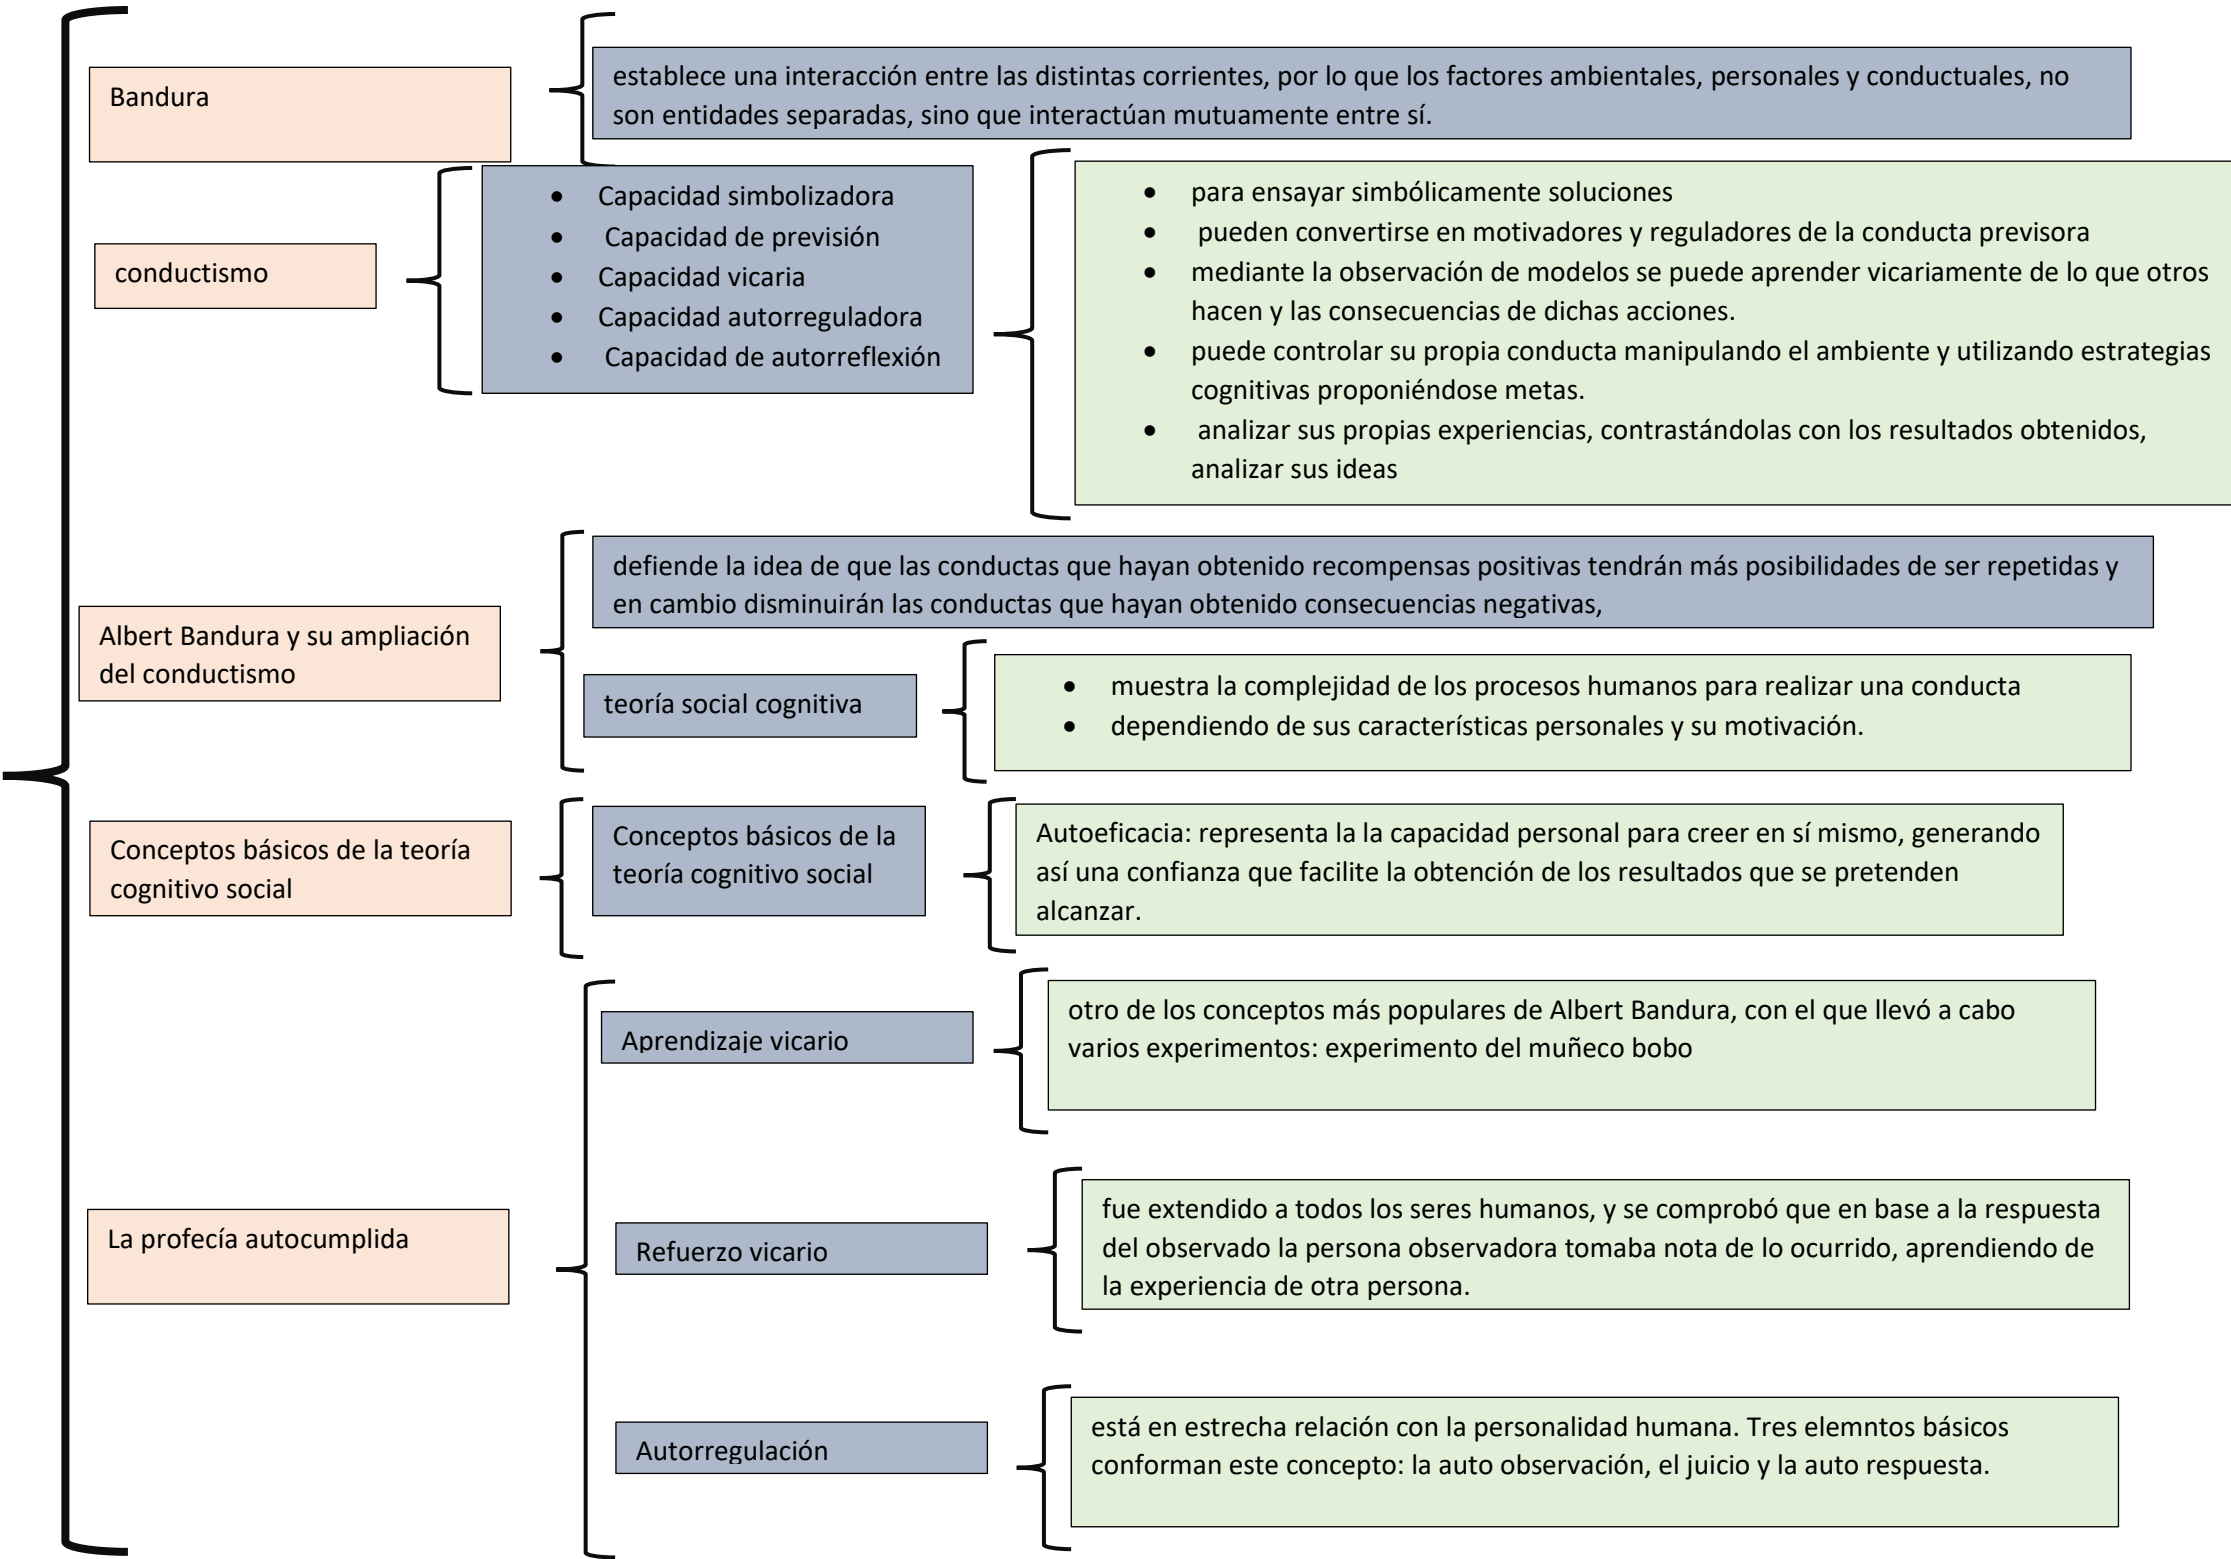 Bandura
establece una interacción entre las distintas corrientes, por lo que los factores ambientales, personales y conductuales, no
son entidades separadas, sino que interactúan mutuamente entre sí.
conductismo
• Capacidad simbolizadora
• Capacidad de previsión
• Capacidad vicaria
• Capacidad autorreguladora
• Capacidad de autorreflexión
• para ensayar simbólicamente soluciones
• pueden convertirse en motivadores y reguladores de la conducta previsora
• mediante la observación de modelos se puede aprender vicariamente de lo que otros
hacen y las consecuencias de dichas acciones.
• puede controlar su propia conducta manipulando el ambiente y utilizando estrategias
cognitivas proponiéndose metas.
• analizar sus propias experiencias, contrastándolas con los resultados obtenidos,
analizar sus ideas
Albert Bandura y su ampliación
del conductismo
defiende la idea de que las conductas que hayan obtenido recompensas positivas tendrán más posibilidades de ser repetidas y
en cambio disminuirán las conductas que hayan obtenido consecuencias negativas,
teoría social cognitiva
• muestra la complejidad de los procesos humanos para realizar una conducta
• dependiendo de sus características personales y su motivación.
Conceptos básicos de la teoría
cognitivo social
Conceptos básicos de la
teoría cognitivo social
Autoeficacia: representa la la capacidad personal para creer en sí mismo, generando
así una confianza que facilite la obtención de los resultados que se pretenden
alcanzar.
La profecía autocumplida
Aprendizaje vicario
otro de los conceptos más populares de Albert Bandura, con el que llevó a cabo
varios experimentos: experimento del muñeco bobo
Refuerzo vicario
fue extendido a todos los seres humanos, y se comprobó que en base a la respuesta
del observado la persona observadora tomaba nota de lo ocurrido, aprendiendo de
la experiencia de otra persona.
Autorregulación
está en estrecha relación con la personalidad humana. Tres elemntos básicos
conforman este concepto: la auto observación, el juicio y la auto respuesta.